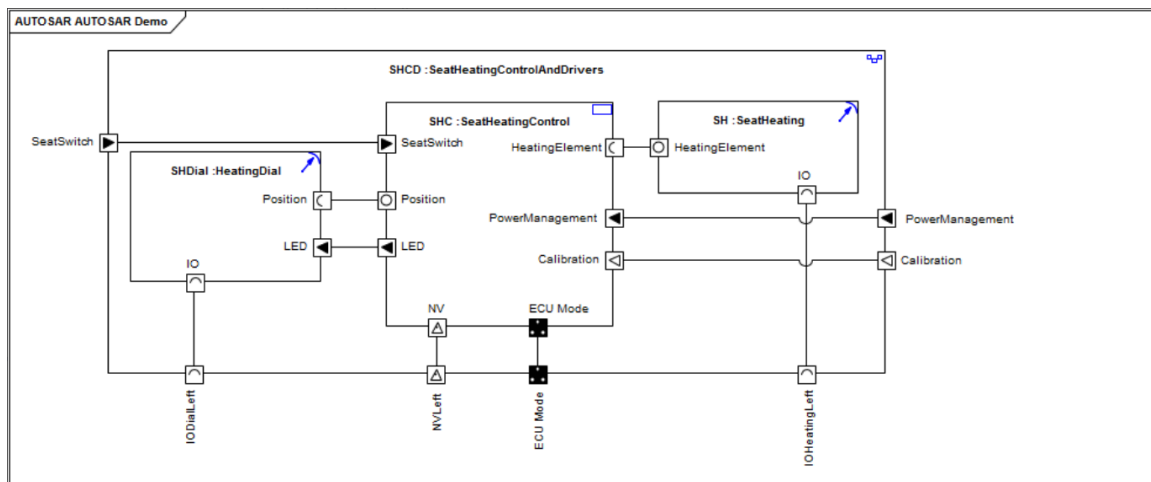 AUTOSAR AUTOSAR Demo
SHCD :SeatHeatingControlAndDrivers
SHC :SeatHeatingControl
SH :SeatHeating
SeatSwitch
SeatSwitch
HeatingElement
HeatingElement
SHDial :HeatingDial
IO
Position
Position
PowerManagement
PowerManagement
LED
LED
Calibration
Calibration
IO
NV
ECU Mode
IODialLeft
NVLeft
ECU Mode
IOHeatingLeft